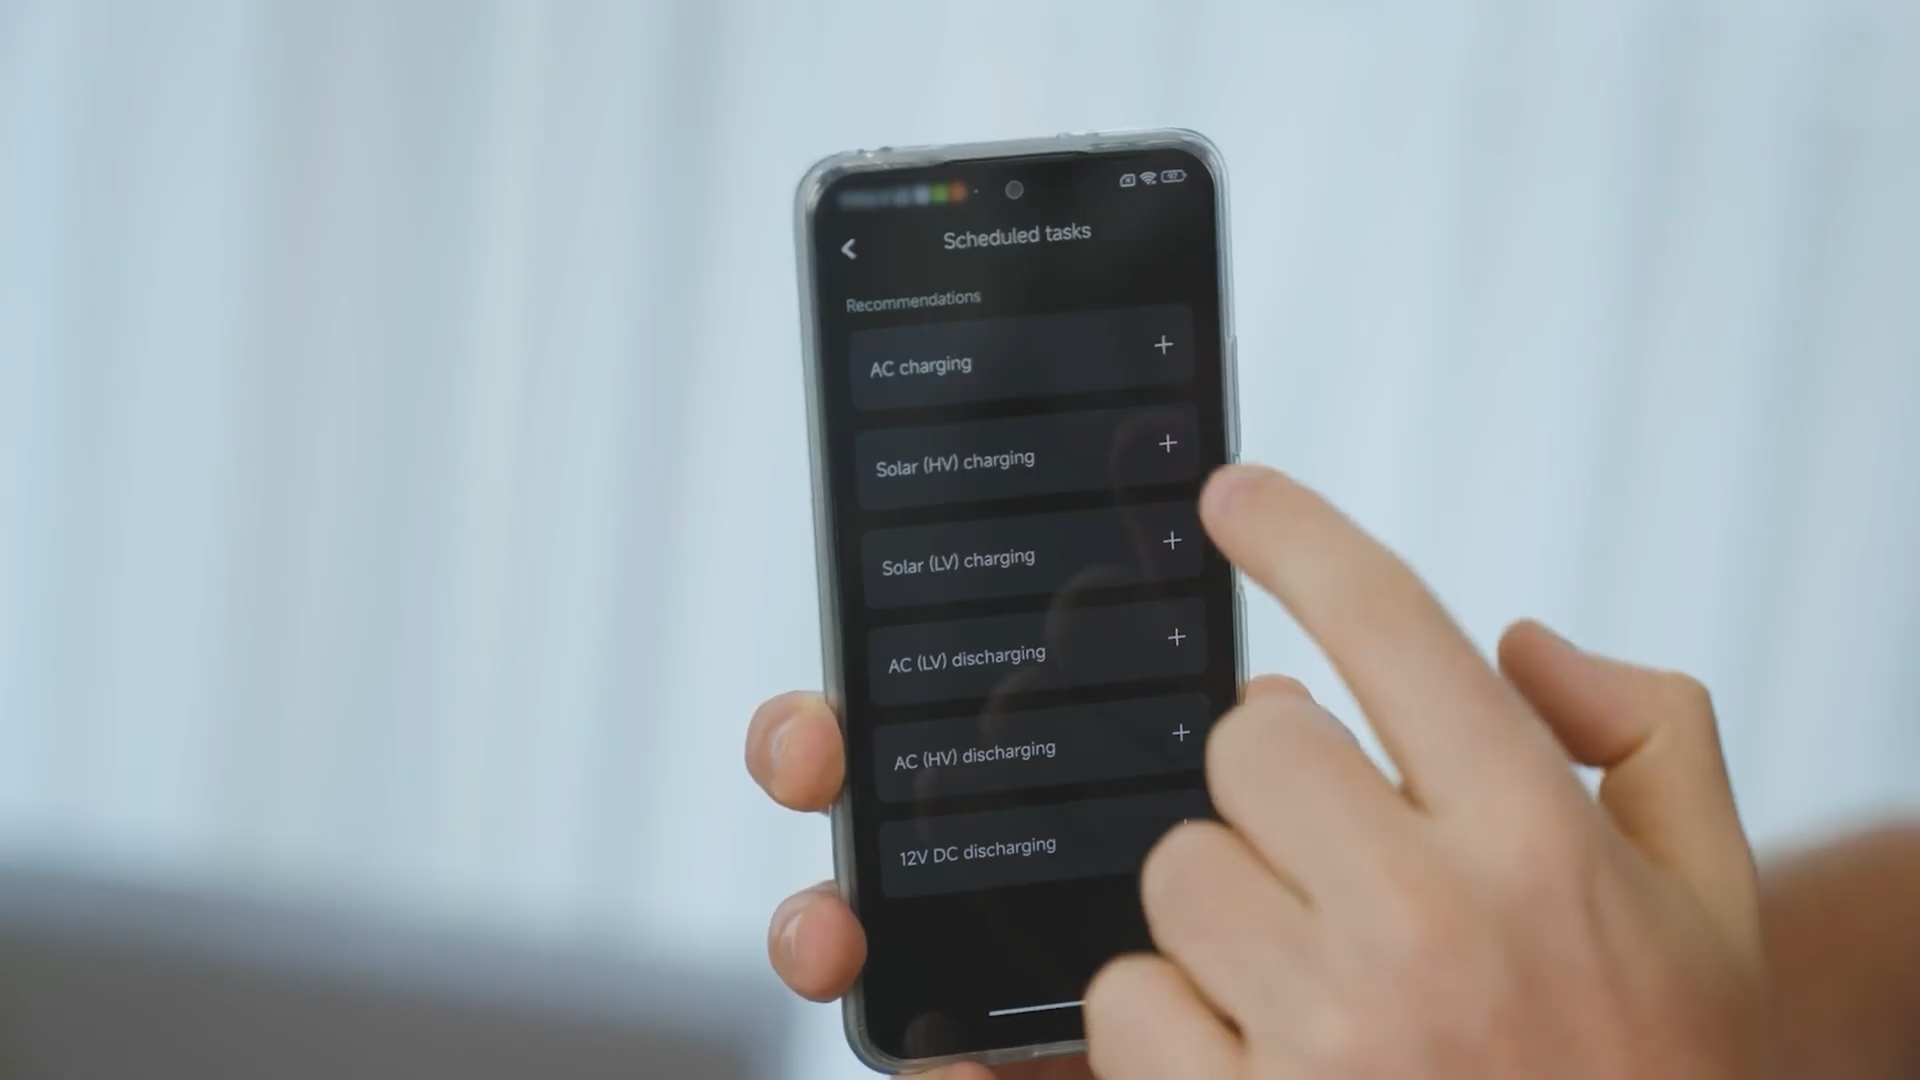 Scheduled tasks
Recommendations
AC charging
Solar (HV) charging
Solar (LV) charging
AC (LV) discharging
AC (HV) discharging
12V DC discharging